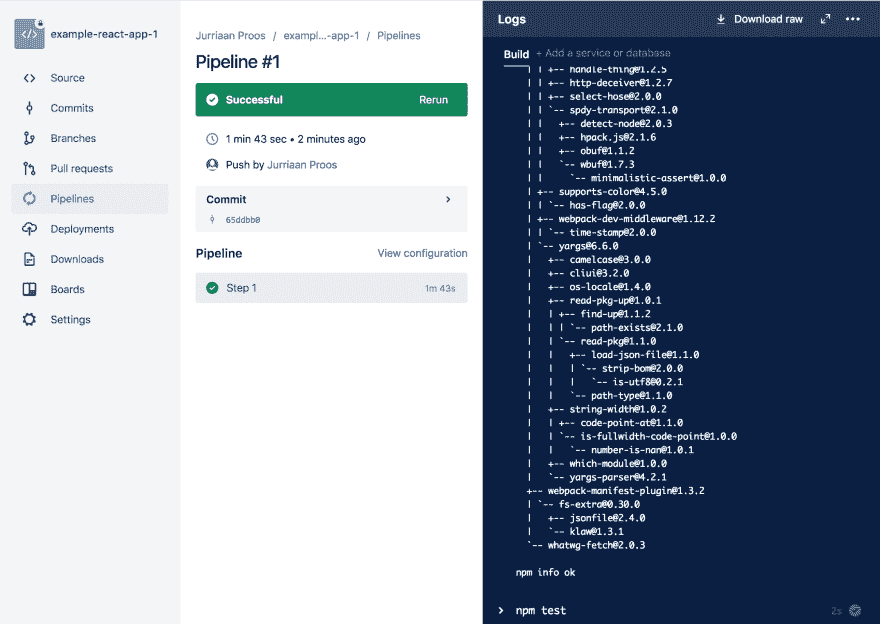 example-react-app-1
Source
Commits
Branches
Pull requests
Pipelines
Deployments
Downloads
Boards
Settings
Jurriaan Proos / exampl...-app-1 / Pipelines
Pipeline #1
Successful Rerun
1 min 43 sec • 2 minutes ago
Push by Jurriaan Proos
Commit
65ddbb0
Pipeline View configuration
Step 1 1m 43s
Logs Download raw
Build + Add a service or database
| | +-- handle-thing@1.2.5
| | +-- http-deceiver@1.2.7
| | +-- select-hose@2.0.0
| | `-- spdy-transport@2.1.0
| |   +-- detect-node@2.0.3
| |   +-- hpack.js@2.1.6
| |   +-- obuf@1.1.2
| |   `-- wbuf@1.7.3
| |     `-- minimalistic-assert@1.0.0
| +-- supports-color@4.5.0
| | `-- has-flag@2.0.0
| +-- webpack-dev-middleware@1.12.2
| | `-- time-stamp@2.0.0
| `-- yargs@6.6.0
|   +-- camelcase@3.0.0
|   +-- cliui@3.2.0
|   +-- os-locale@1.4.0
|   +-- read-pkg-up@1.0.1
|   | +-- find-up@1.1.2
|   | | `-- path-exists@2.1.0
|   | `-- read-pkg@1.1.0
|   |   +-- load-json-file@1.1.0
|   |   | `-- strip-bom@2.0.0
|   |   |   `-- is-utf8@0.2.1
|   |   `-- path-type@1.1.0
|   +-- string-width@1.0.2
|   | +-- code-point-at@1.1.0
|   | `-- is-fullwidth-code-point@1.0.0
|   |   `-- number-is-nan@1.0.1
|   +-- which-module@1.0.0
|   `-- yargs-parser@4.2.1
+-- webpack-manifest-plugin@1.3.2
| `-- fs-extra@0.30.0
|   +-- jsonfile@2.4.0
|   `-- klaw@1.3.1
`-- whatwg-fetch@2.0.3
npm info ok
> npm test 2s